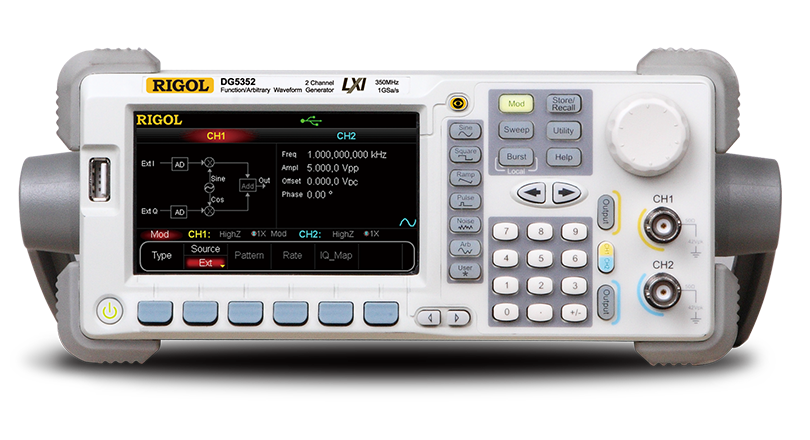 RIGOL DG5352 2 Channel LXI 350MHz
Function/Arbitrary Waveform Generator 1GSa/s
RIGOL
CH1 CH2
Ext I AD
Sine
Out
Add
Cos
Ext Q AD
Freq 1.000,000,000 kHz
Ampl 5.000,0 Vpp
Offset 0.000,0 VDC
Phase 0.00 °
Mod CH1: HighZ 1X Mod CH2: HighZ 1X
Type Source Pattern Rate IQ_Map
Ext
Mod Store/Recall
Sweep Utility
Burst Help
Local
Sine
Square
Ramp
Pulse
Noise
Arb
User
7 8 9
4 5 6
1 2 3
0 . +/-
Output
CH1
CH1 CH2
CH2
Output